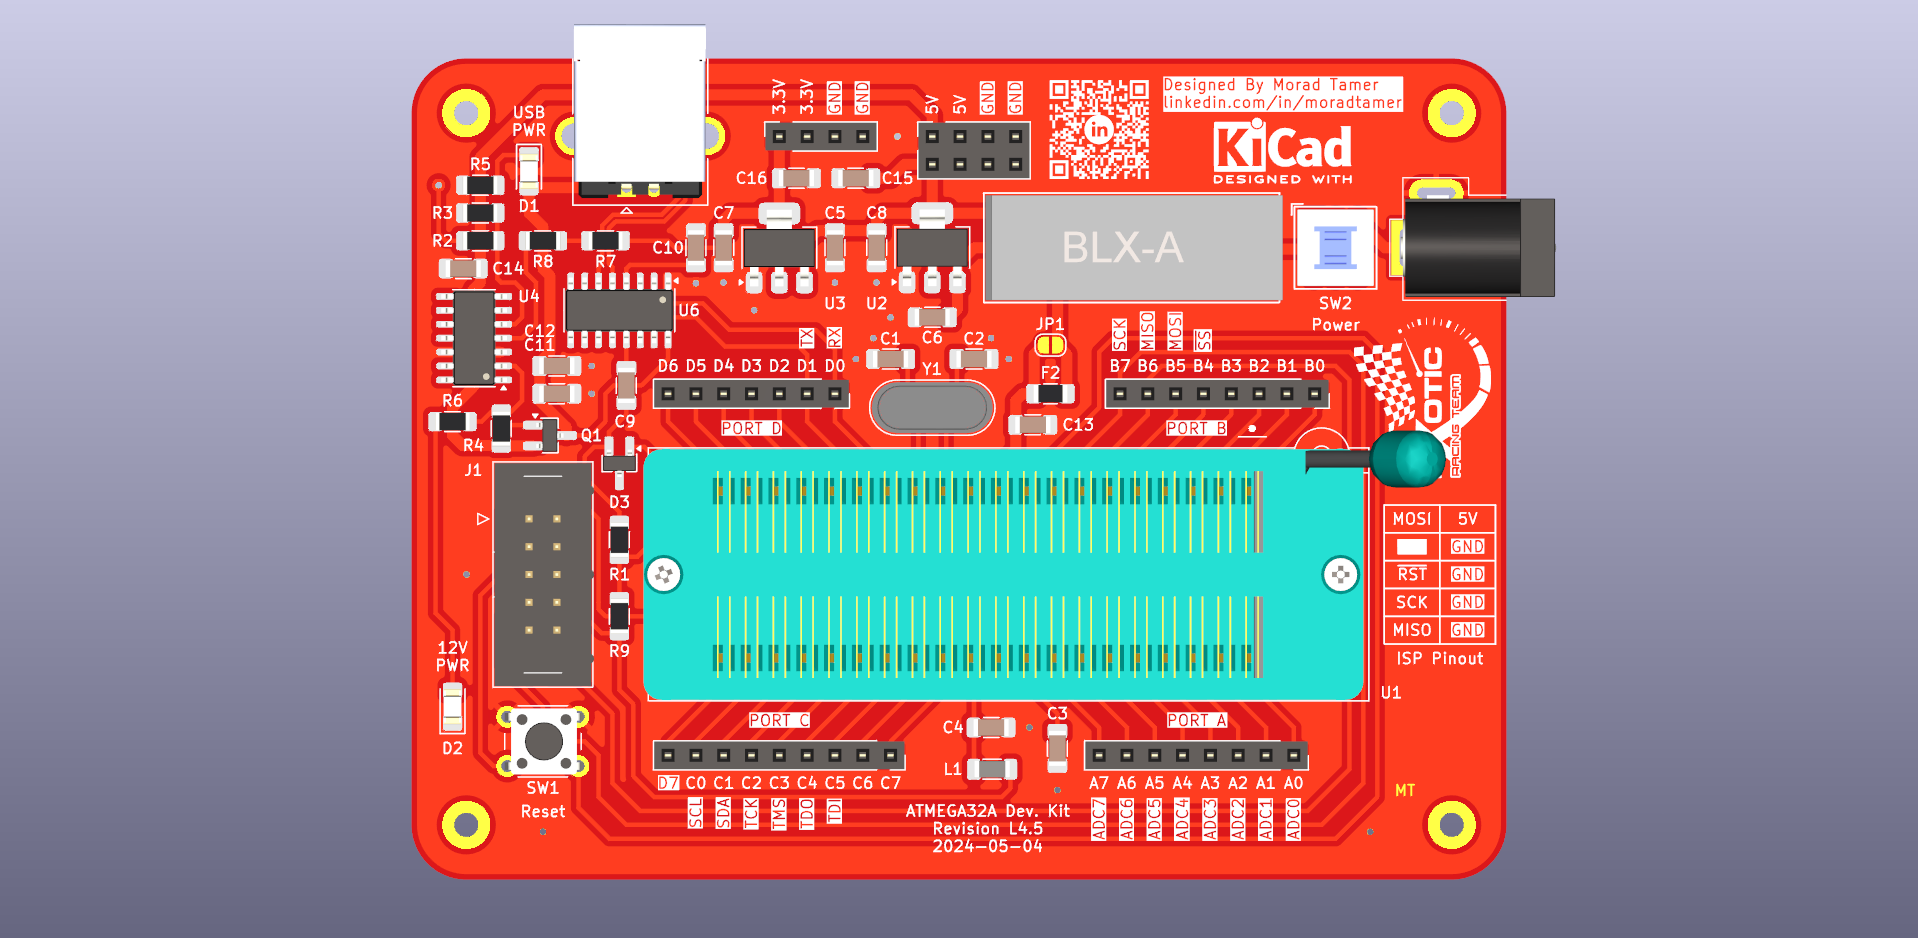 USB
PWR
3.3V
3.3V
GND
GND
5V
5V
GND
GND
in
Designed By Morad Tamer
linkedin.com/in/moradtamer
KiCad
DESIGNED WITH
R5
D1
R3
R2
C14
R8
R7
C16
C15
C7
C10
C5
C8
U3
U2
C6
BLX-A
SW2
Power
U4
U6
C12
C11
TX
RX
C1
C2
Y1
JP1
F2
C13
SCK
MISO
MOSI
SS
D6 D5 D4 D3 D2 D1 D0
B7 B6 B5 B4 B3 B2 B1 B0
PORT D
PORT B
OTIC
RACING TEAM
R6
R4
Q1
C9
J1
D3
R1
R9
MOSI 5V
GND
RST GND
SCK GND
MISO GND
ISP Pinout
U1
12V
PWR
D2
SW1
Reset
PORT C
C4
C3
L1
PORT A
D7 C0 C1 C2 C3 C4 C5 C6 C7
SCL
SDA
TCK
TMS
TDO
TDI
A7 A6 A5 A4 A3 A2 A1 A0
ADC7
ADC6
ADC5
ADC4
ADC3
ADC2
ADC1
ADC0
ATMEGA32A Dev. Kit
Revision L4.5
2024-05-04
MT